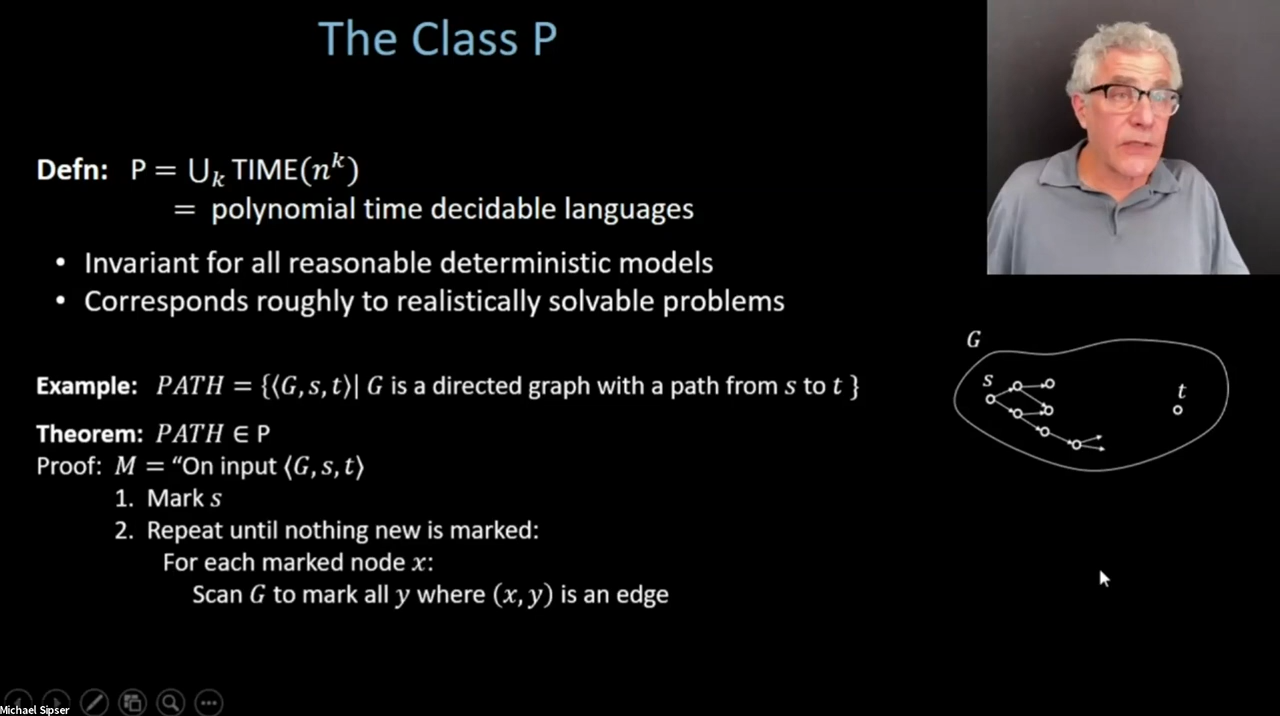 The Class P
Defn: P = ∪ₖ TIME(nᵏ)
= polynomial time decidable languages
• Invariant for all reasonable deterministic models
• Corresponds roughly to realistically solvable problems
G
s
t
Example: PATH = {⟨G, s, t⟩| G is a directed graph with a path from s to t }
Theorem: PATH ∈ P
Proof: M = “On input ⟨G, s, t⟩
1. Mark s
2. Repeat until nothing new is marked:
For each marked node x:
Scan G to mark all y where (x, y) is an edge
Michael Sipser